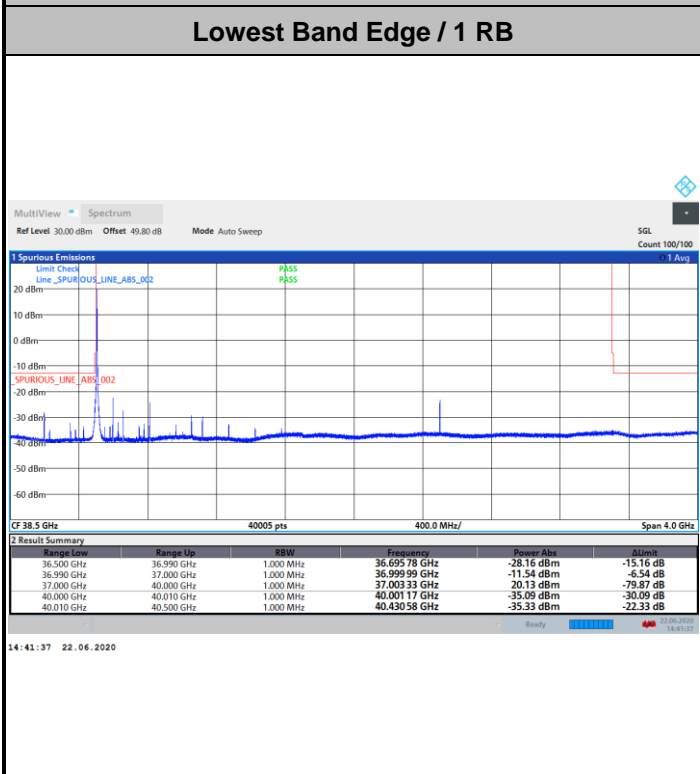 Lowest Band Edge / 1 RB
MultiView Spectrum
Ref Level 30.00 dBm Offset 49.80 dB Mode Auto Sweep SGL
Count 100/100
1 Spurious Emissions 1 Avg
Limit Check PASS
Line _SPURIOUS_LINE_ABS_002 PASS
20 dBm
10 dBm
0 dBm
-10 dBm
_SPURIOUS_LINE_ABS_002
-20 dBm
-30 dBm
-40 dBm
-50 dBm
-60 dBm
CF 38.5 GHz 40005 pts 400.0 MHz/ Span 4.0 GHz
2 Result Summary
Range Low Range Up RBW Frequency Power Abs ΔLimit
36.500 GHz 36.990 GHz 1.000 MHz 36.695 78 GHz -28.16 dBm -15.16 dB
36.990 GHz 37.000 GHz 1.000 MHz 36.999 99 GHz -11.54 dBm -6.54 dB
37.000 GHz 40.000 GHz 1.000 MHz 37.003 33 GHz 20.13 dBm -79.87 dB
40.000 GHz 40.010 GHz 1.000 MHz 40.001 17 GHz -35.09 dBm -30.09 dB
40.010 GHz 40.500 GHz 1.000 MHz 40.430 58 GHz -35.33 dBm -22.33 dB
Ready 22.06.2020
14:41:37
14:41:37 22.06.2020